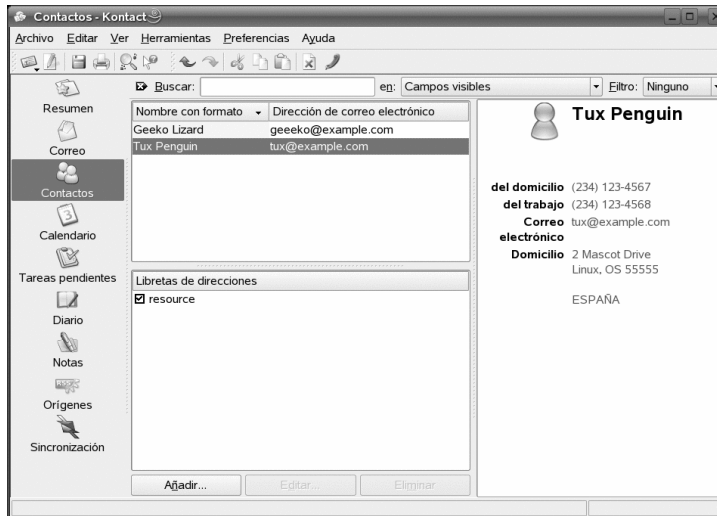 Contactos - Kontact
Archivo Editar Ver Herramientas Preferencias Ayuda
Buscar: en: Campos visibles Filtro: Ninguno
Resumen
Correo
Contactos
Calendario
Tareas pendientes
Diario
Notas
Orígenes
Sincronización
Nombre con formato Dirección de correo electrónico
Geeko Lizard geeeko@example.com
Tux Penguin tux@example.com
Libretas de direcciones
resource
Añadir... Editar... Eliminar
Tux Penguin
del domicilio (234) 123-4567
del trabajo (234) 123-4568
Correo electrónico tux@example.com
Domicilio 2 Mascot Drive
Linux, OS 55555
ESPAÑA